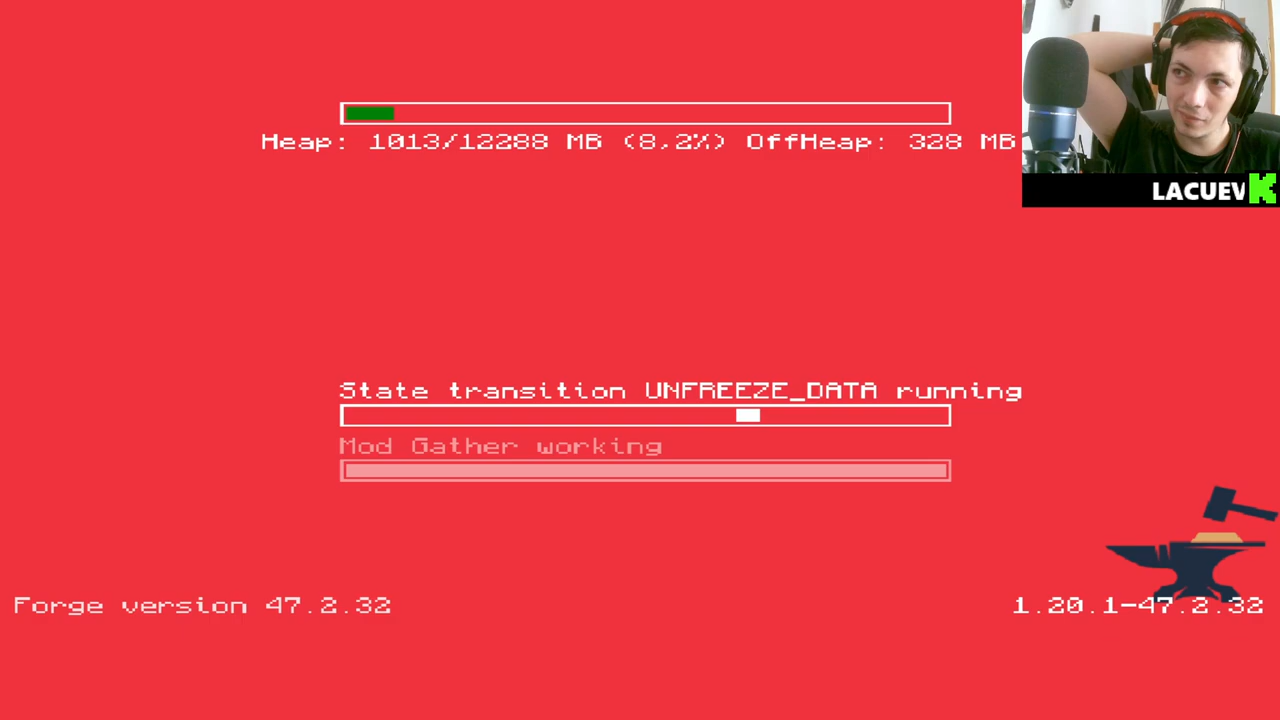 Heap: 1013/12288 MB (8,2%) OffHeap: 328 MB
LACUEVK
State transition UNFREEZE_DATA running
Mod Gather working
Forge version 47.2.32
1.20.1-47.2.32